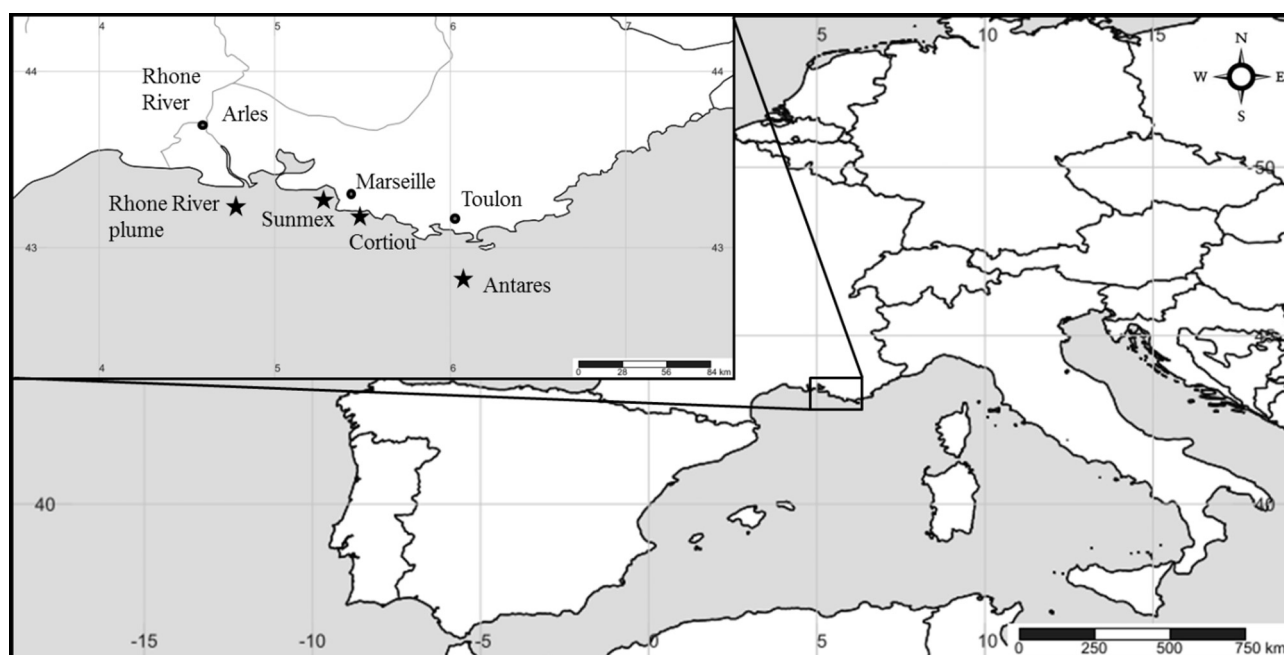 4
5
6
7
5
10
15
N
W
E
S
44
44
Rhone
River
Arles
Marseille
Toulon
Rhone River
plume
Sunmex
Cortiou
43
43
Antares
50
4
5
6
0
28
56
84 km
40
40
-15
-10
-5
0
5
10
0
250
500
750 km